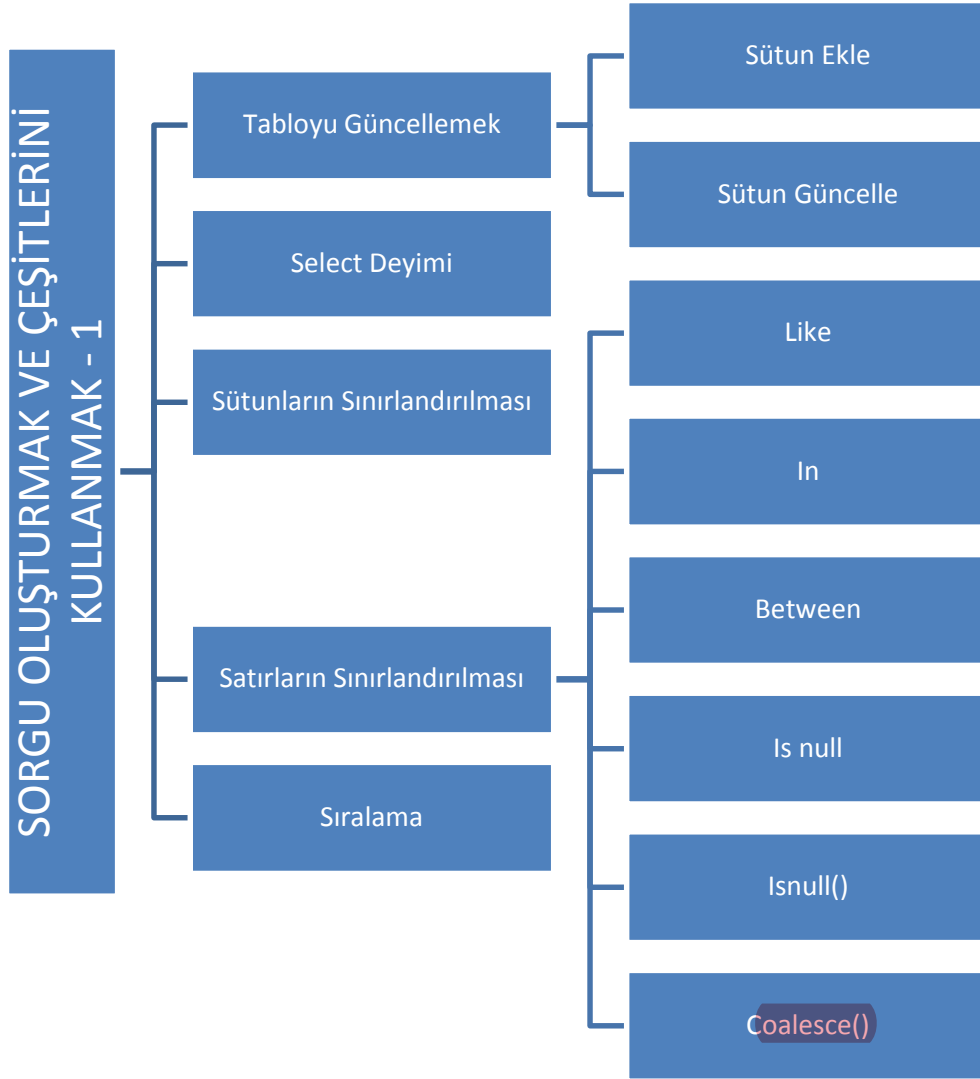 SORGU OLUŞTURMAK VE ÇEŞİTLERİNİ
KULLANMAK - 1
Tabloyu Güncellemek
Sütun Ekle
Sütun Güncelle
Select Deyimi
Sütunların Sınırlandırılması
Satırların Sınırlandırılması
Like
In
Between
Is null
Isnull()
Coalesce()
Sıralama